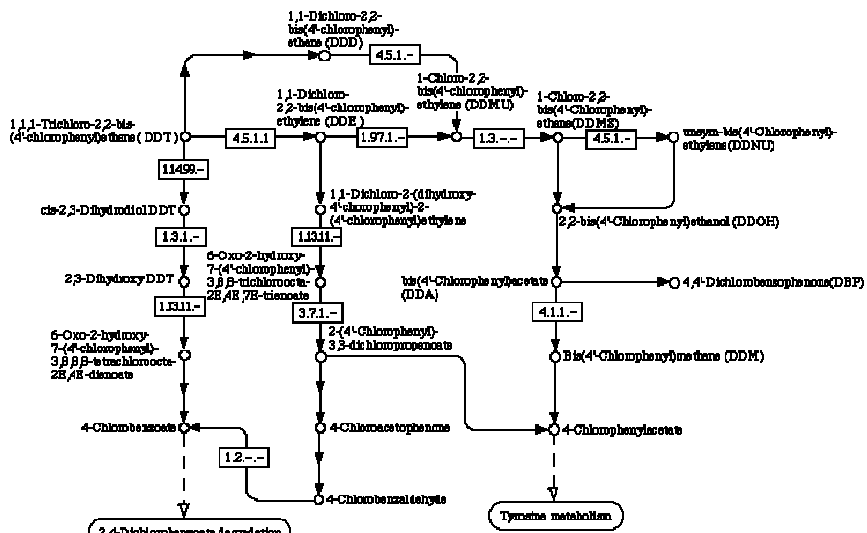 1,1-Dichloro-2,2-
bis(4'-chlorophenyl)-
ethane (DDD)
4.5.1.-
1-Chloro-2,2-
bis(4'-chlorophenyl)-
ethylene (DDMU)
1,1-Dichloro-
2,2-bis(4'-chlorophenyl)-
ethylene (DDE)
1-Chloro-2,2-
bis(4'-Chlorophenyl)-
ethane(DDMS)
1,1,1-Trichloro-2,2-bis-
(4'-chlorophenyl)ethane (DDT)
4.5.1.1
1.97.1.-
1.3.-.-
4.5.1.-
unsym-bis(4'-Chlorophenyl)-
ethylene(DDNU)
1.14.99.-
cis-2,3-Dihydrodiol DDT
1,1-Dichloro-2-(dihydroxy-
4'-chlorophenyl)-2-
(4'-chlorophenyl)ethylene
2,2-bis(4'-Chlorophenyl)ethanol (DDOH)
1.3.1.-
1.13.11.-
2,3-Dihydroxy DDT
6-Oxo-2-hydroxy-
7-(4'-chlorophenyl)-
3,8,8-trichloroocta-
2E,4E,7E-trienoate
bis(4'-Chlorophenyl)acetate
(DDA)
4,4'-Dichlorobenzophenone(DBP)
1.13.11.-
3.7.1.-
4.1.1.-
6-Oxo-2-hydroxy-
7-(4'-chlorophenyl)-
3,8,8,8-tetrachloroocta-
2E,4E-dienoate
2-(4'-Chlorophenyl)-
3,3-dichloropropenoate
Bis(4'-Chlorophenyl)methane (DDM)
4-Chlorobenzoate
4-Chloroacetophenone
4-Chlorophenylacetate
1.2.-.-
4-Chlorobenzaldehyde
2,4-Dichlorobenzoate degradation
Tyrosine metabolism